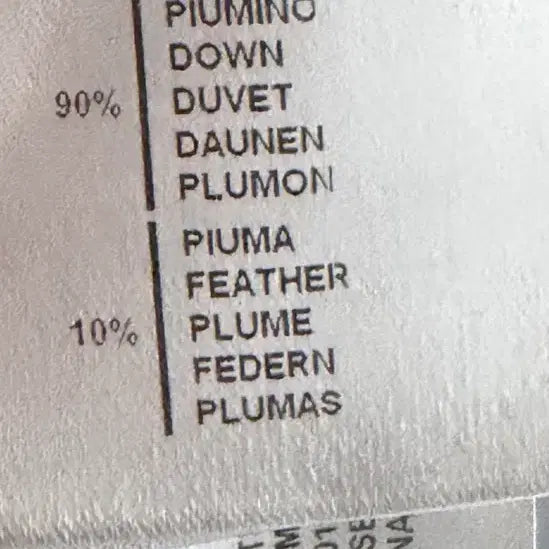 PIUMINO
DOWN
90% DUVET
DAUNEN
PLUMON
PIUMA
FEATHER
10% PLUME
FEDERN
PLUMAS